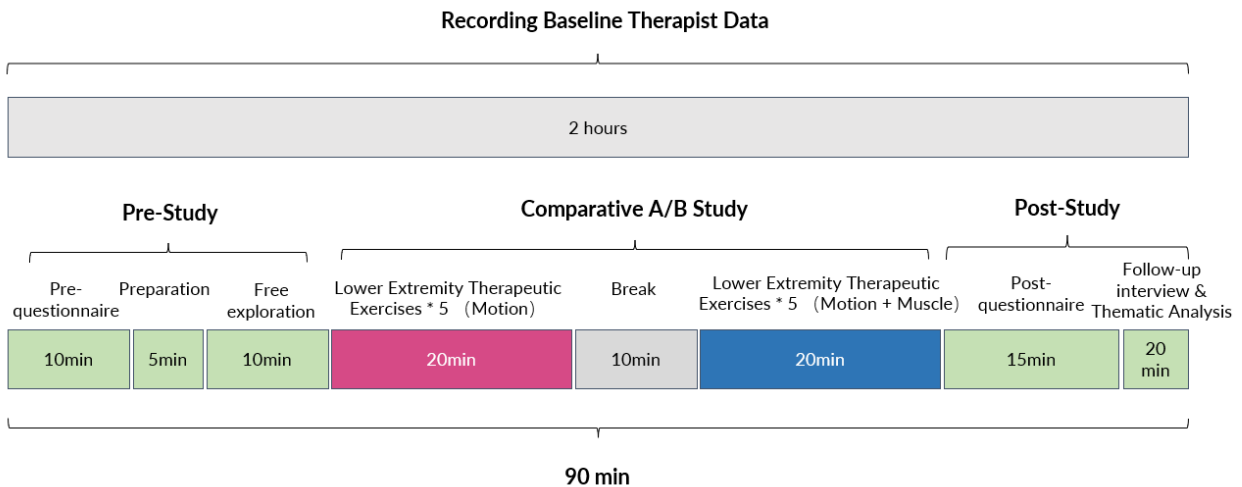 Recording Baseline Therapist Data
2 hours
Pre-Study
Comparative A/B Study
Post-Study
Pre-
questionnaire
Preparation
Free
exploration
Lower Extremity Therapeutic
Exercises * 5 （Motion）
Break
Lower Extremity Therapeutic
Exercises * 5 （Motion + Muscle）
Post-
questionnaire
Follow-up
interview &
Thematic Analysis
10min
5min
10min
20min
10min
20min
15min
20
min
90 min